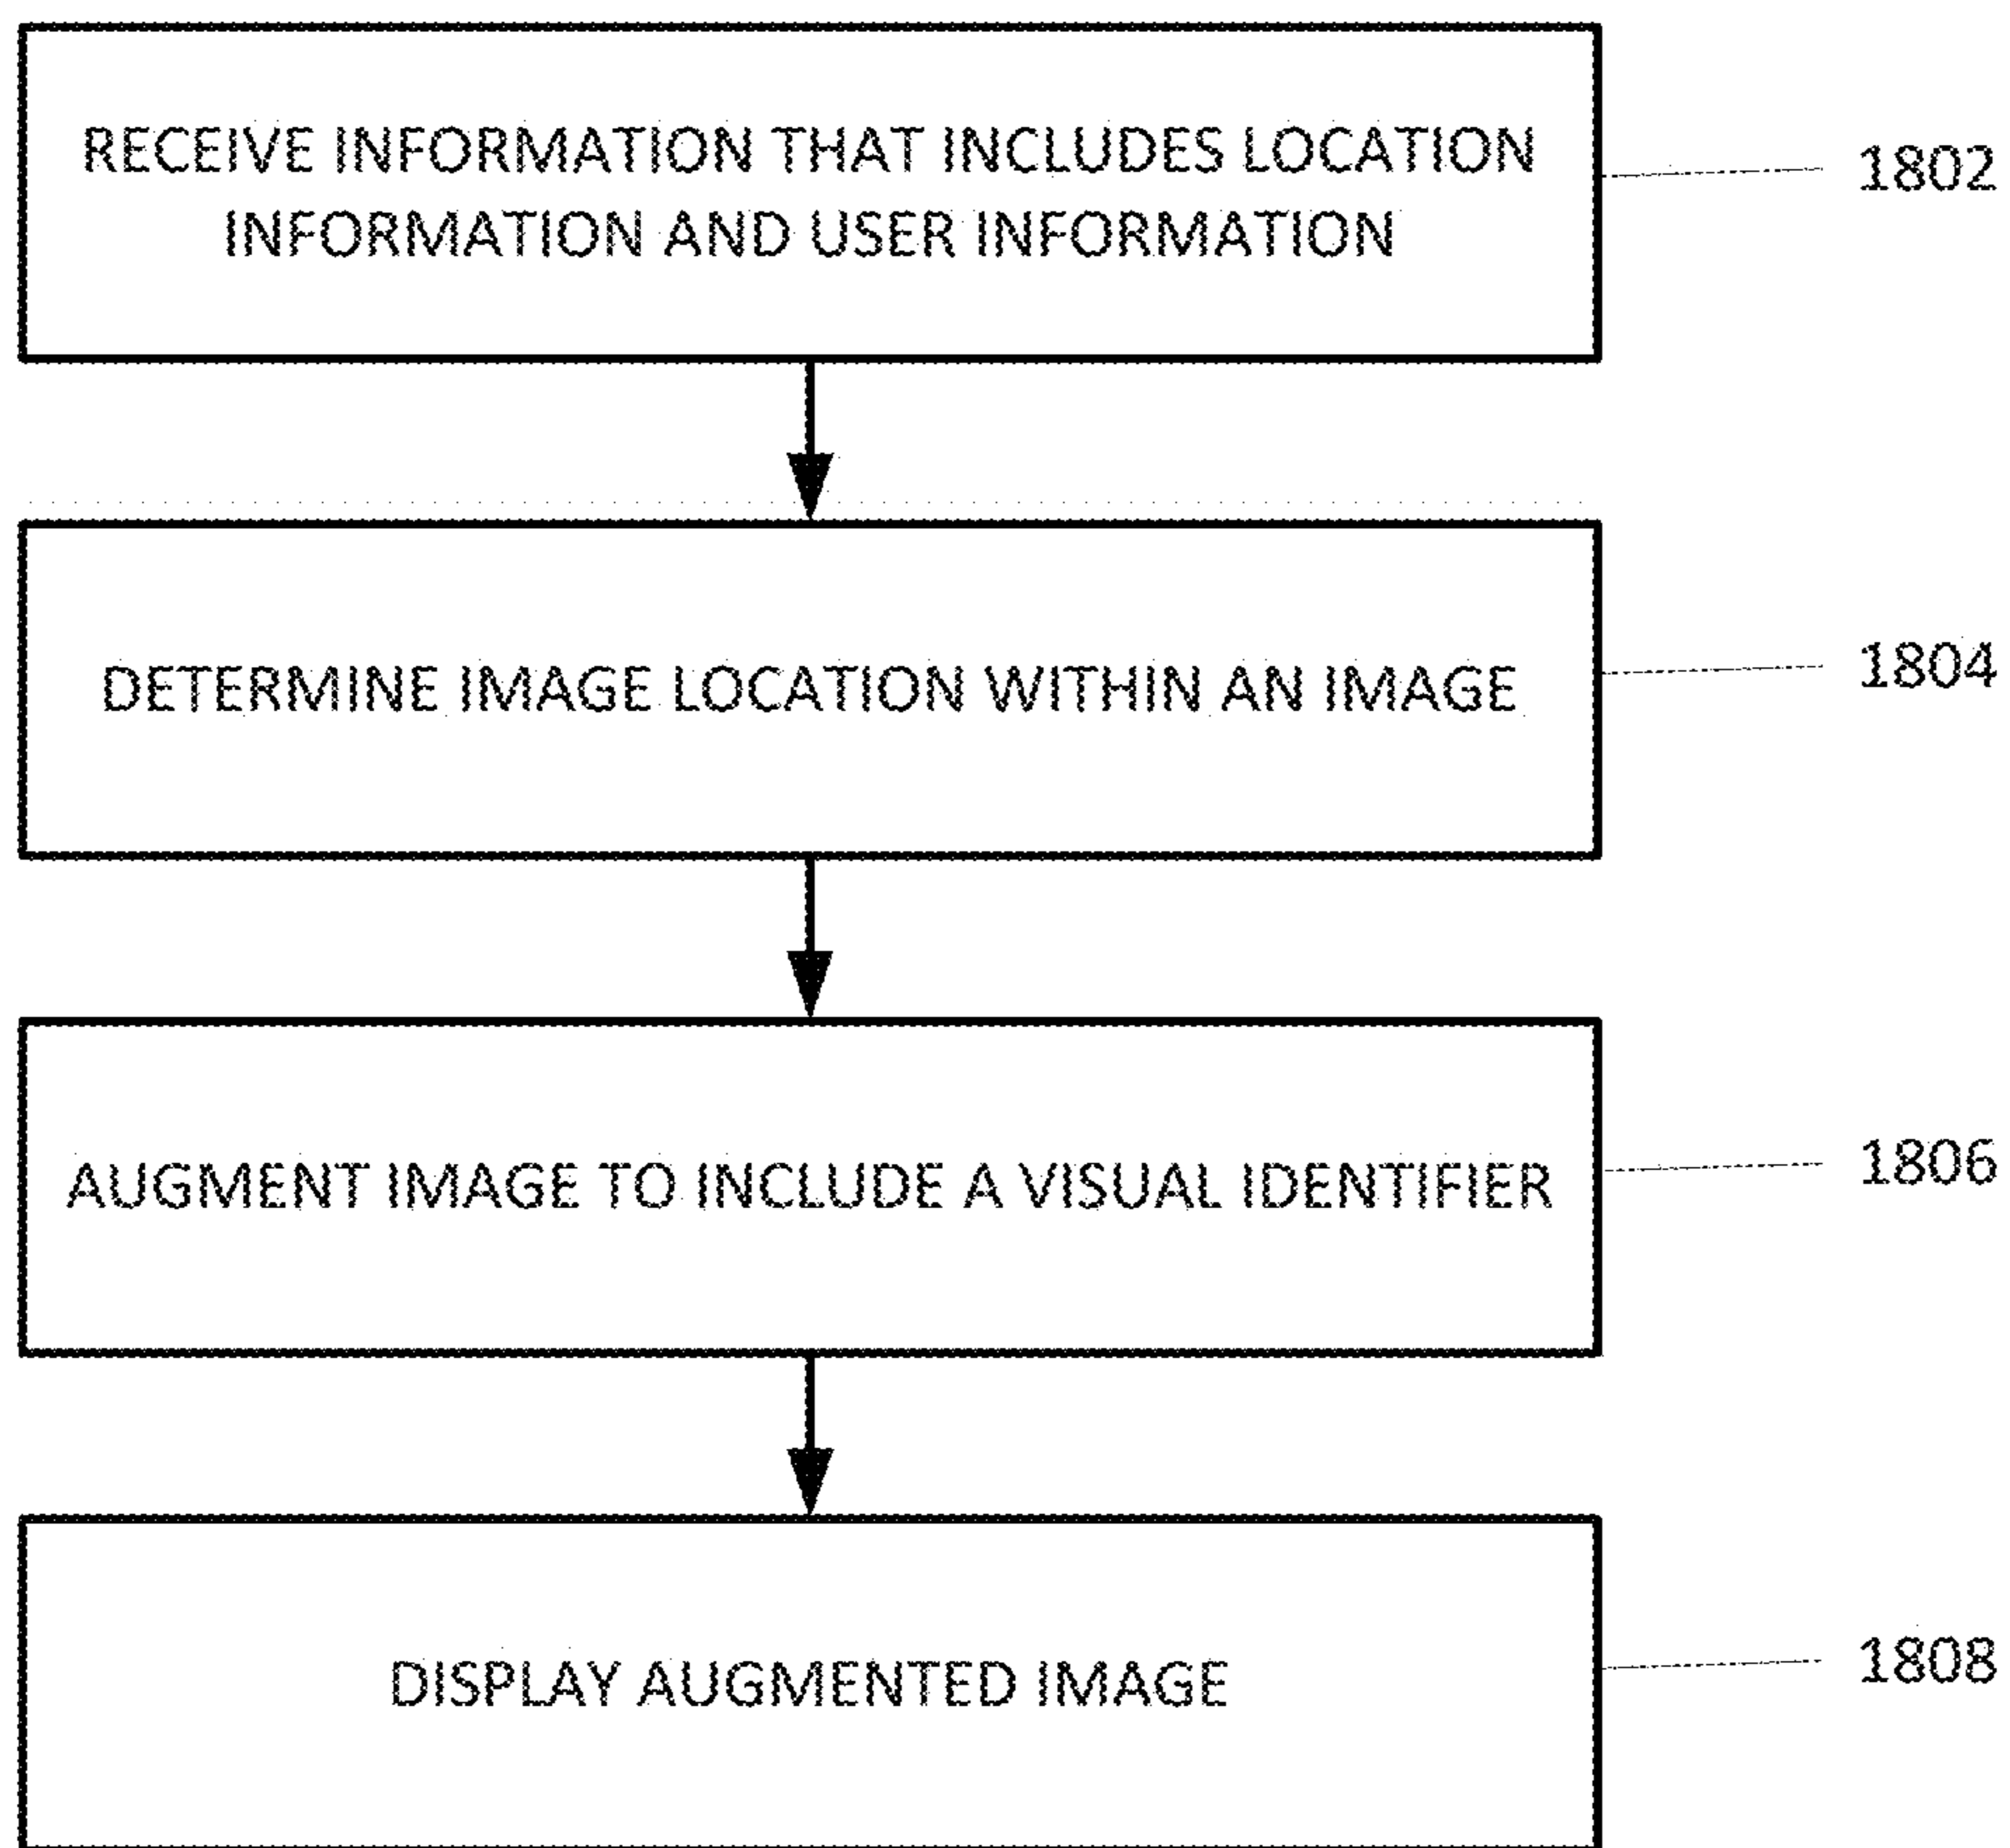 RECEIVE INFORMATION THAT INCLUDES LOCATION
INFORMATION AND USER INFORMATION
1802
DETERMINE IMAGE LOCATION WITHIN AN IMAGE
1804
AUGMENT IMAGE TO INCLUDE A VISUAL IDENTIFIER
1806
DISPLAY AUGMENTED IMAGE
1808